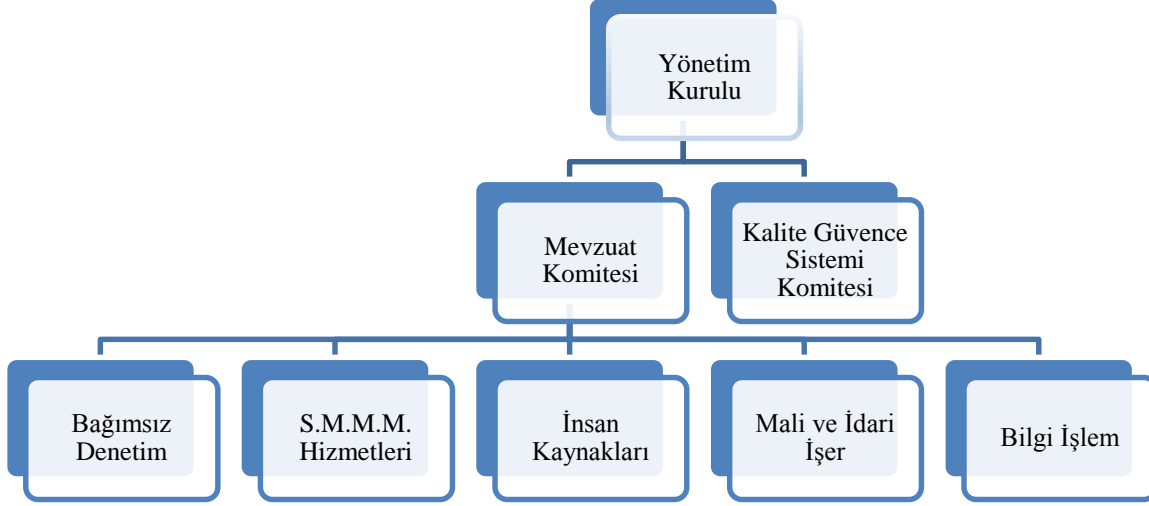 Yönetim
Kurulu
Mevzuat
Komitesi
Kalite Güvence
Sistemi
Komitesi
Bağımsız
Denetim
S.M.M.M.
Hizmetleri
İnsan
Kaynakları
Mali ve İdari
İşer
Bilgi İşlem